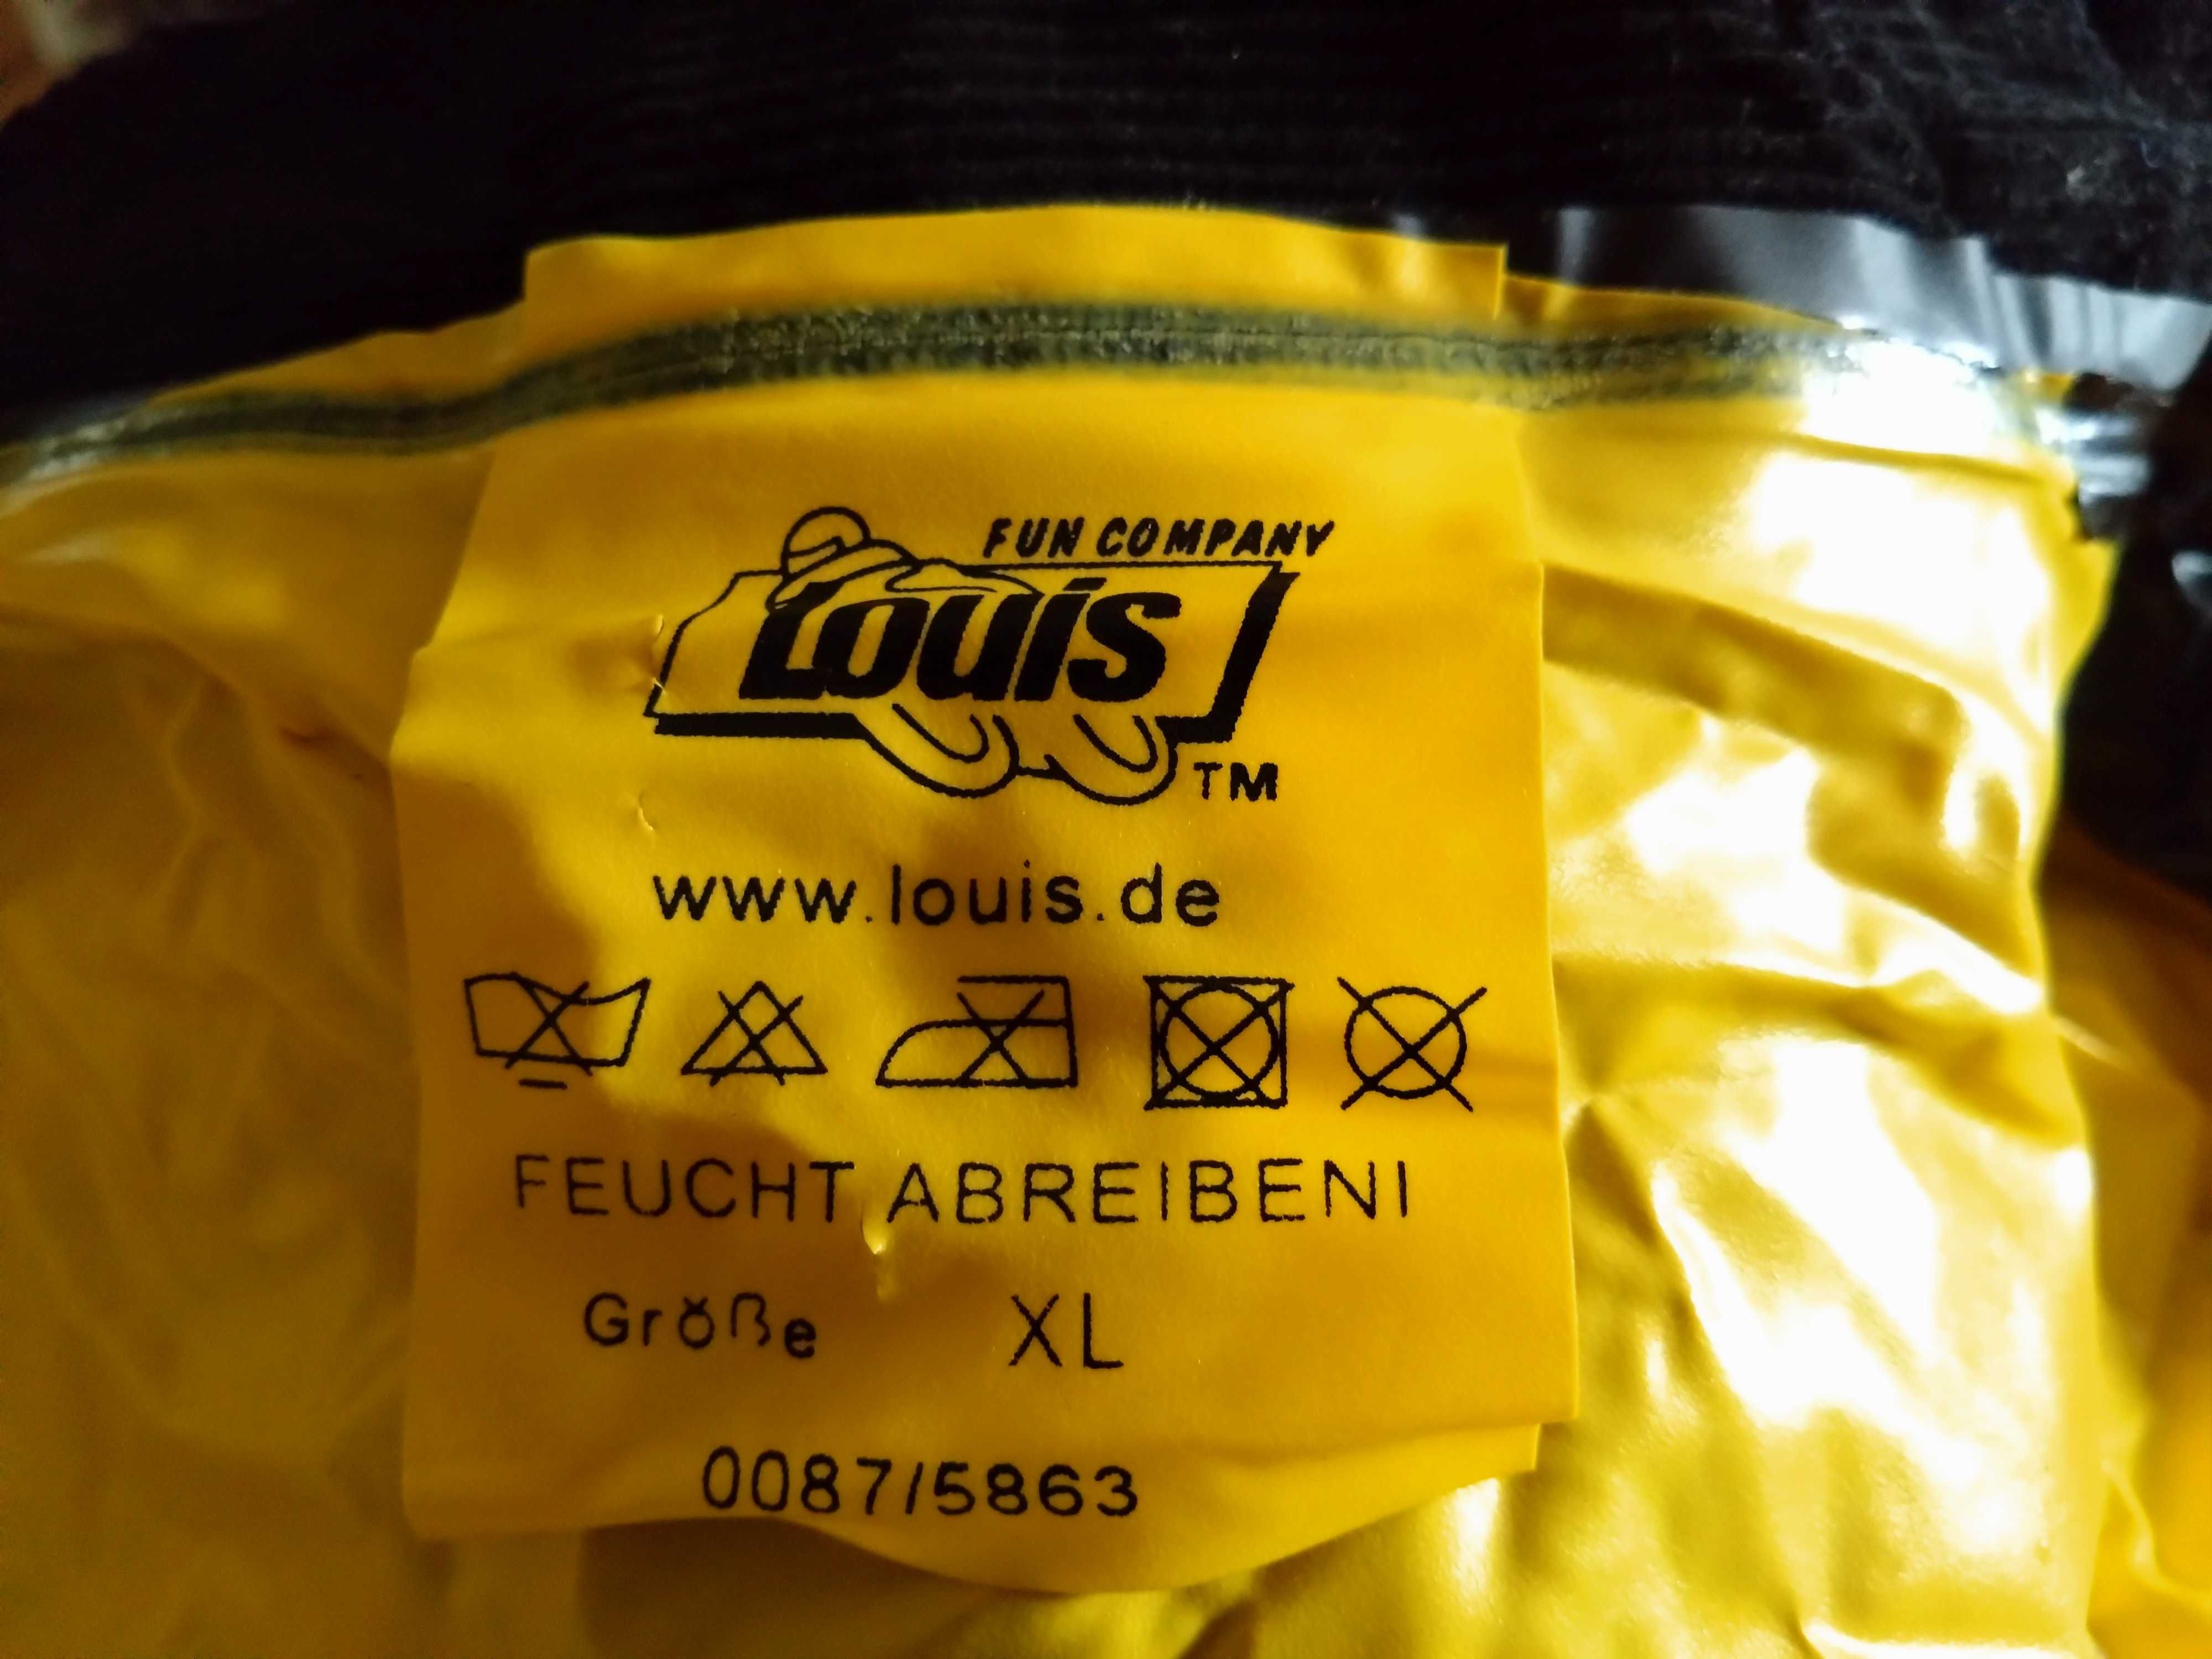 FUN COMPANY
Louis
TM
www.louis.de
FEUCHT ABREIBENI
Größe XL
0087/5863